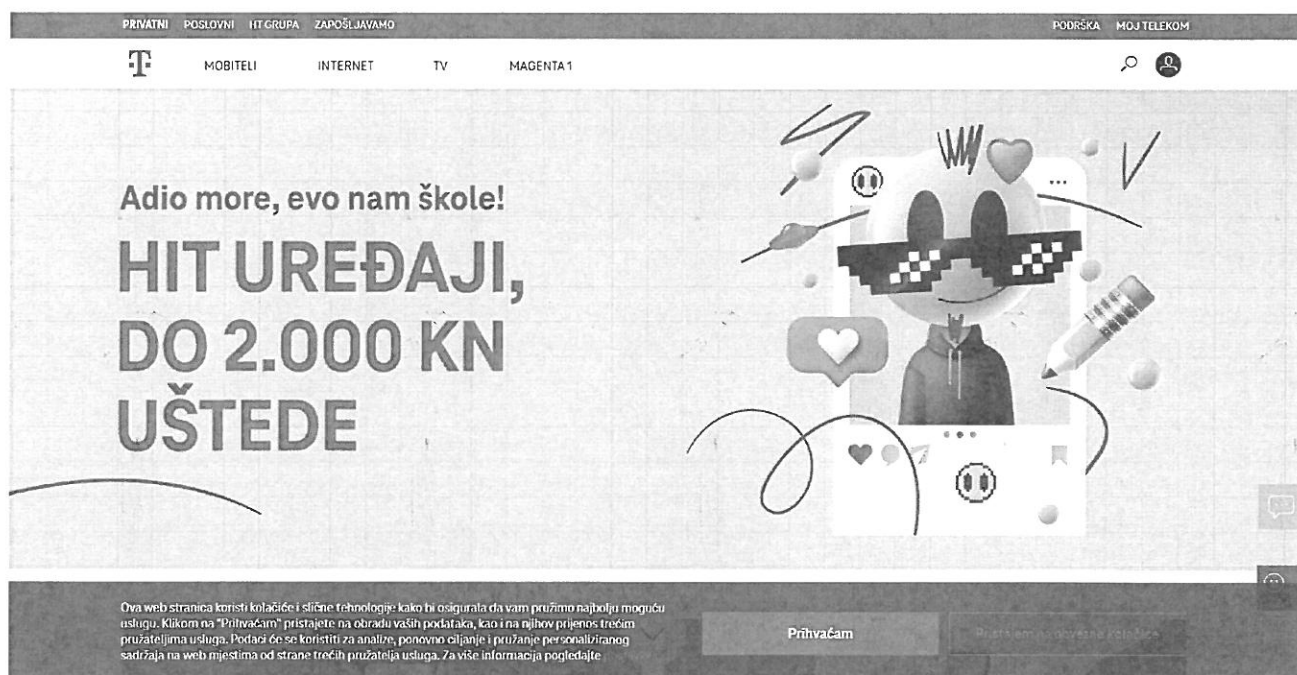 PRIVATNI POSLOVNI HT GRUPA ZAPOŠLJAVAMO PODRŠKA MOJ TELEKOM
T MOBITELI INTERNET TV MAGENTA 1
Adio more, evo nam škole!
HIT UREĐAJI,
DO 2.000 KN
UŠTEDE
Ova web stranica koristi kolačiće i slične tehnologije kako bi osigurala da vam pružimo najbolju moguću
uslugu. Klikom na "Prihvaćam" pristajete na obradu vaših podataka, kao i na njihov prijenos trećim
pružateljima usluga. Podaci će se koristiti za analize, ponovno ciljanje i pružanje personaliziranog
sadržaja na web mjestima od strane trećih pružatelja usluga. Za više informacija pogledajte
Prihvaćam
Pristajem na obvezne kolačiće